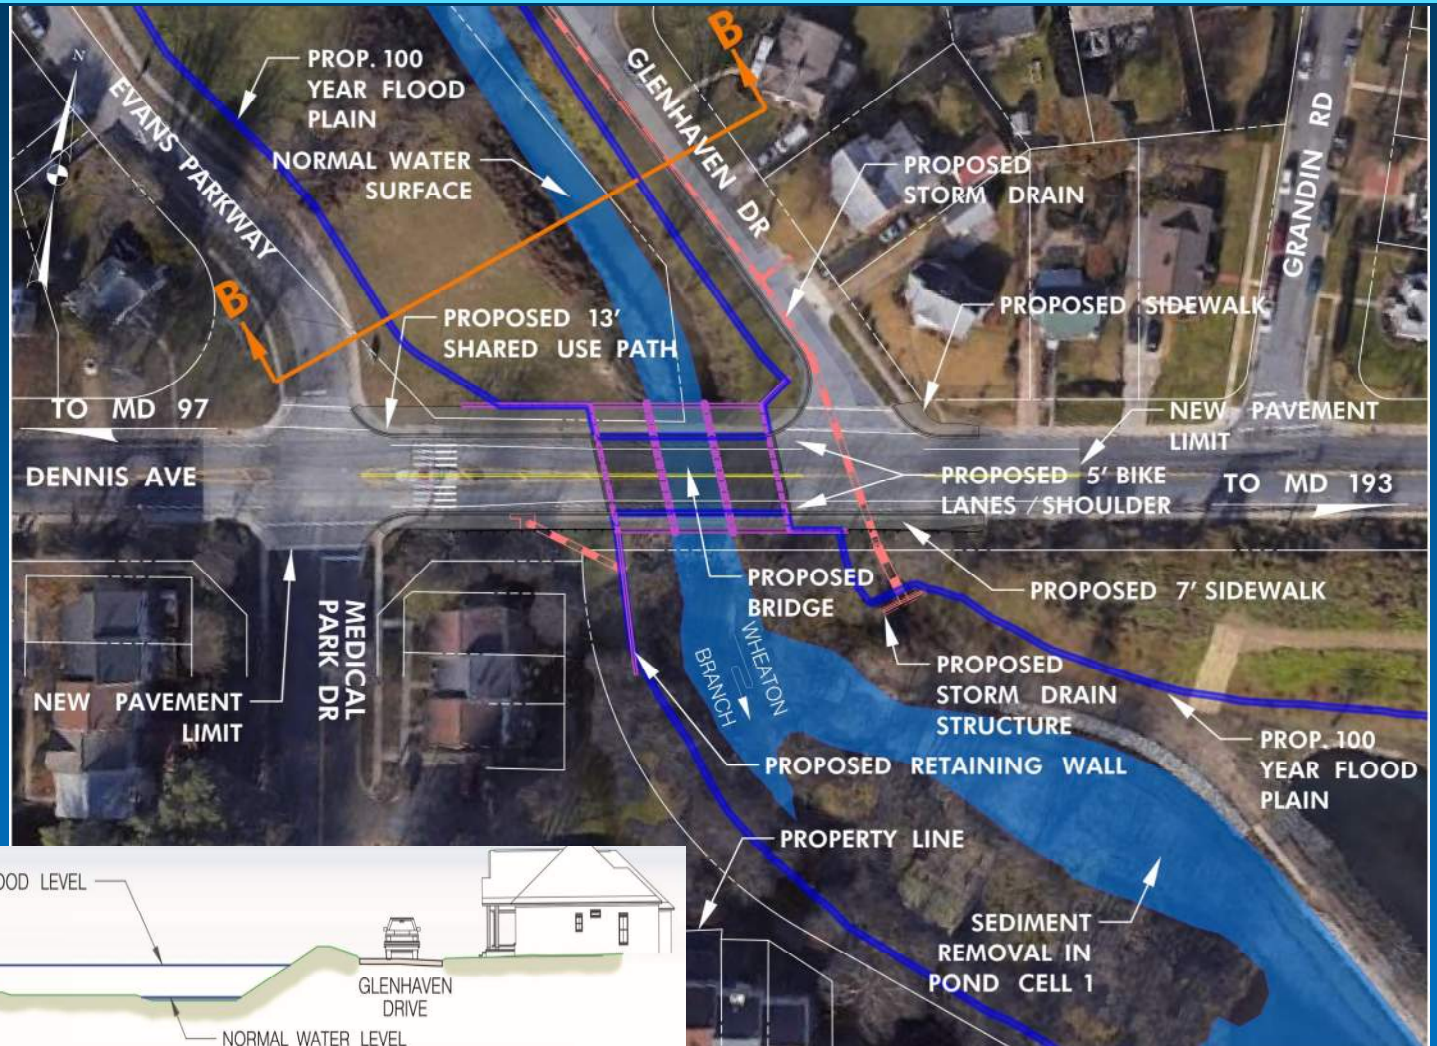 N
PROP. 100
YEAR FLOOD
PLAIN
EVANS PARKWAY
NORMAL WATER
SURFACE
GLENHAVEN DR
B
PROPOSED
STORM DRAIN
GRANDIN RD
B
PROPOSED 13'
SHARED USE PATH
PROPOSED SIDEWALK
TO MD 97
NEW PAVEMENT
LIMIT
DENNIS AVE
PROPOSED 5' BIKE
LANES / SHOULDER
TO MD 193
PROPOSED
BRIDGE
PROPOSED 7' SIDEWALK
MEDICAL
PARK DR
WHEATON
BRANCH
NEW PAVEMENT
LIMIT
PROPOSED
STORM DRAIN
STRUCTURE
PROPOSED RETAINING WALL
PROP. 100
YEAR FLOOD
PLAIN
PROPERTY LINE
SEDIMENT
REMOVAL IN
POND CELL 1
OOD LEVEL
GLENHAVEN
DRIVE
NORMAL WATER LEVEL